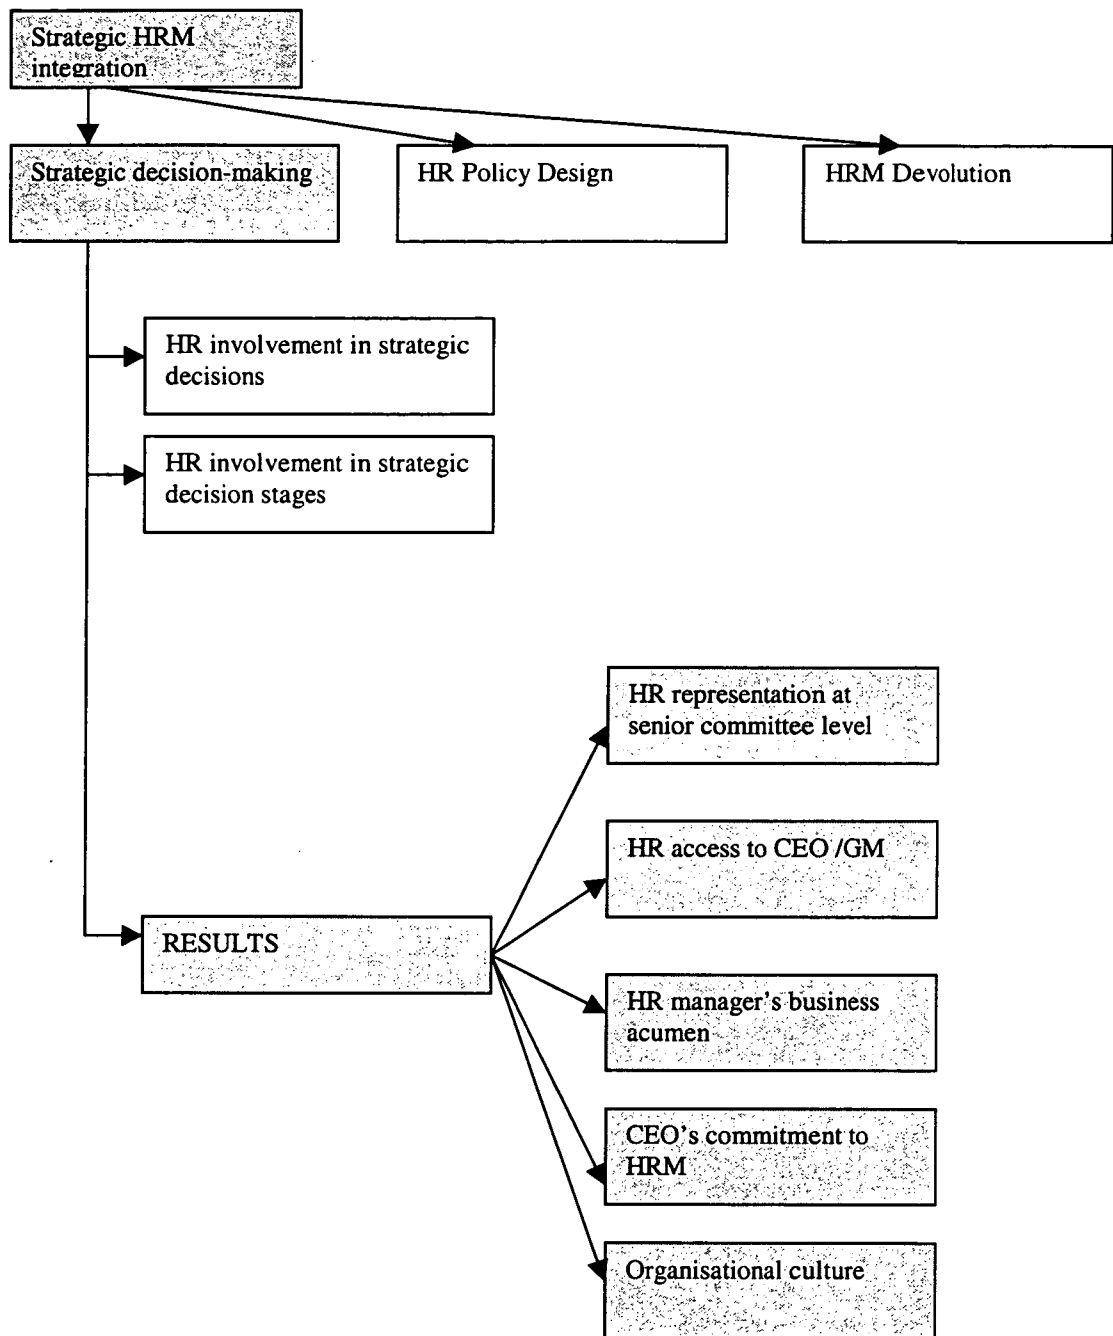 Strategic HRM
integration
Strategic decision-making
HR Policy Design
HRM Devolution
HR involvement in strategic
decisions
HR involvement in strategic
decision stages
HR representation at
senior committee level
HR access to CEO /GM
RESULTS
HR manager's business
acumen
CEO's commitment to
HRM
Organisational culture